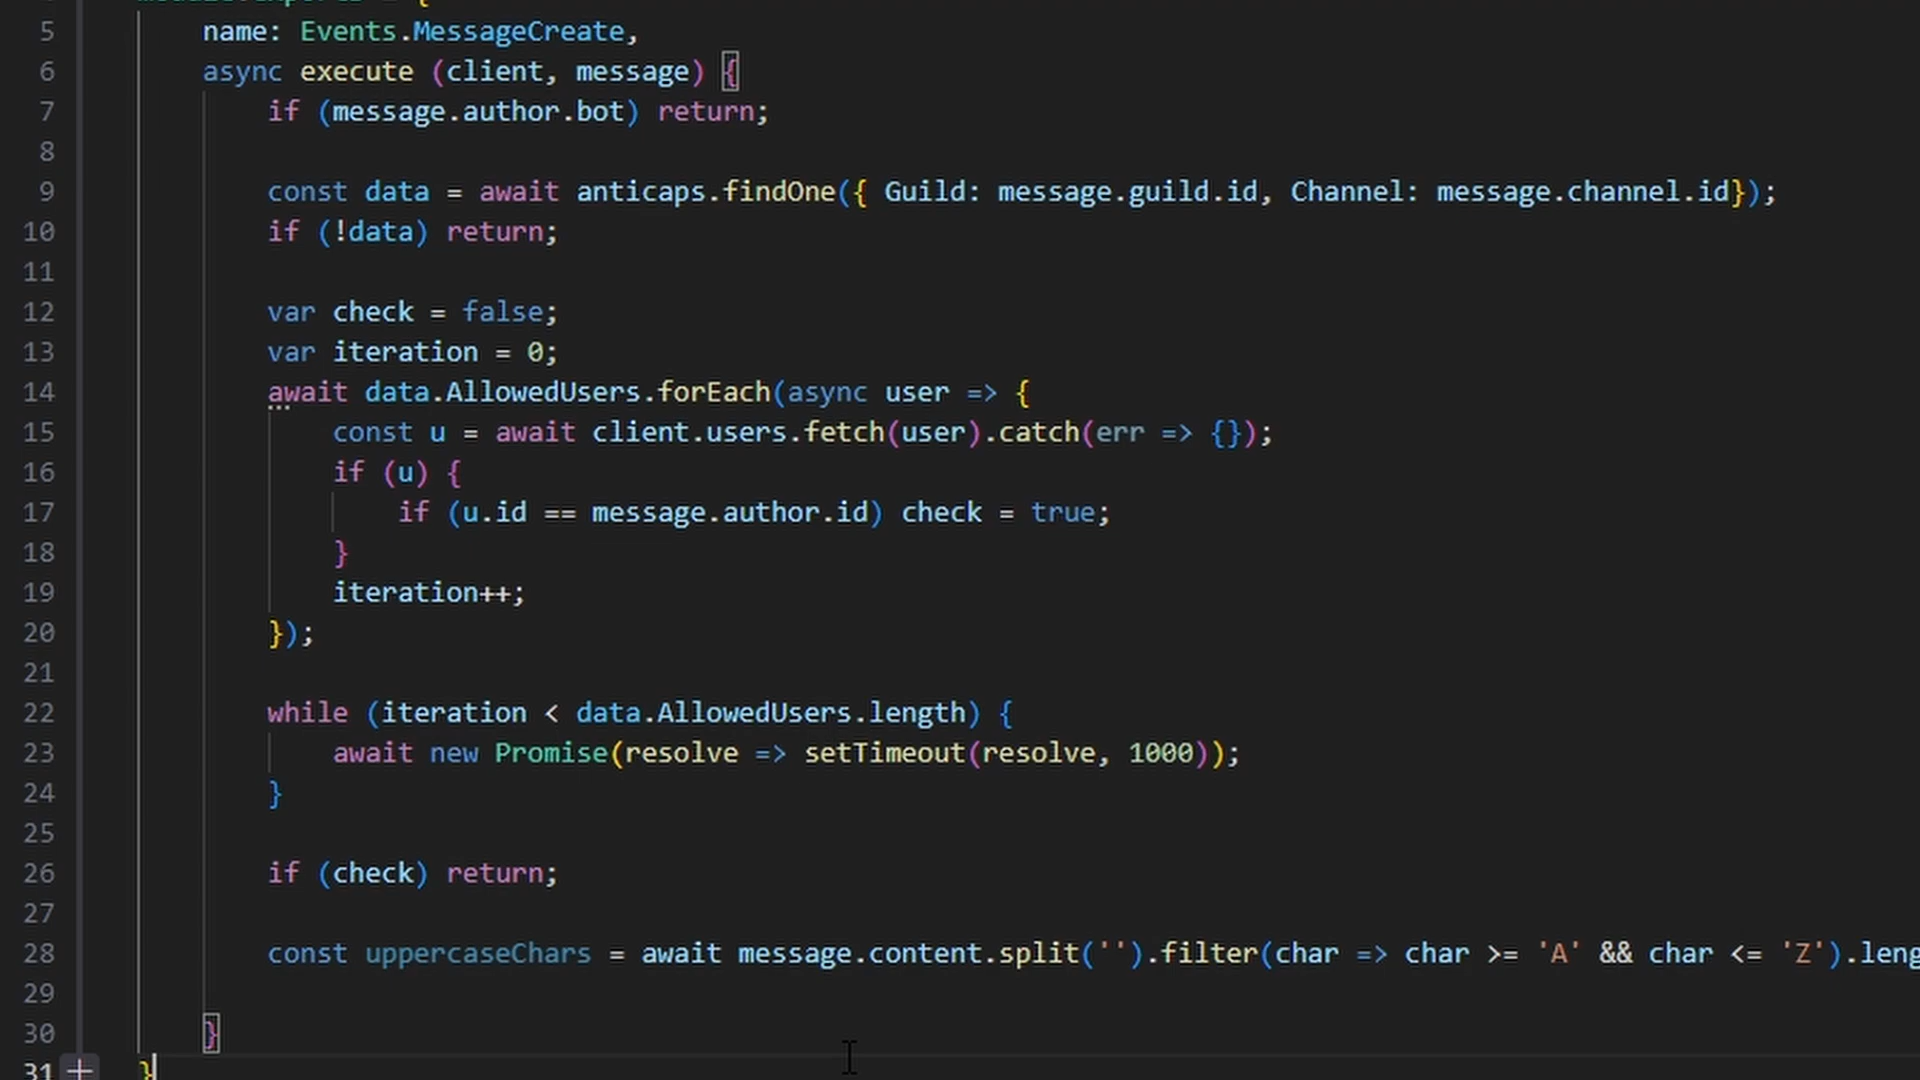 5 name: Events.MessageCreate,
6 async execute (client, message) {
7 if (message.author.bot) return;
8
9 const data = await anticaps.findOne({ Guild: message.guild.id, Channel: message.channel.id});
10 if (!data) return;
11
12 var check = false;
13 var iteration = 0;
14 await data.AllowedUsers.forEach(async user => {
15 const u = await client.users.fetch(user).catch(err => {});
16 if (u) {
17 if (u.id == message.author.id) check = true;
18 }
19 iteration++;
20 });
21
22 while (iteration < data.AllowedUsers.length) {
23 await new Promise(resolve => setTimeout(resolve, 1000));
24 }
25
26 if (check) return;
27
28 const uppercaseChars = await message.content.split('').filter(char => char >= 'A' && char <= 'Z').leng
29
30 }
31 }